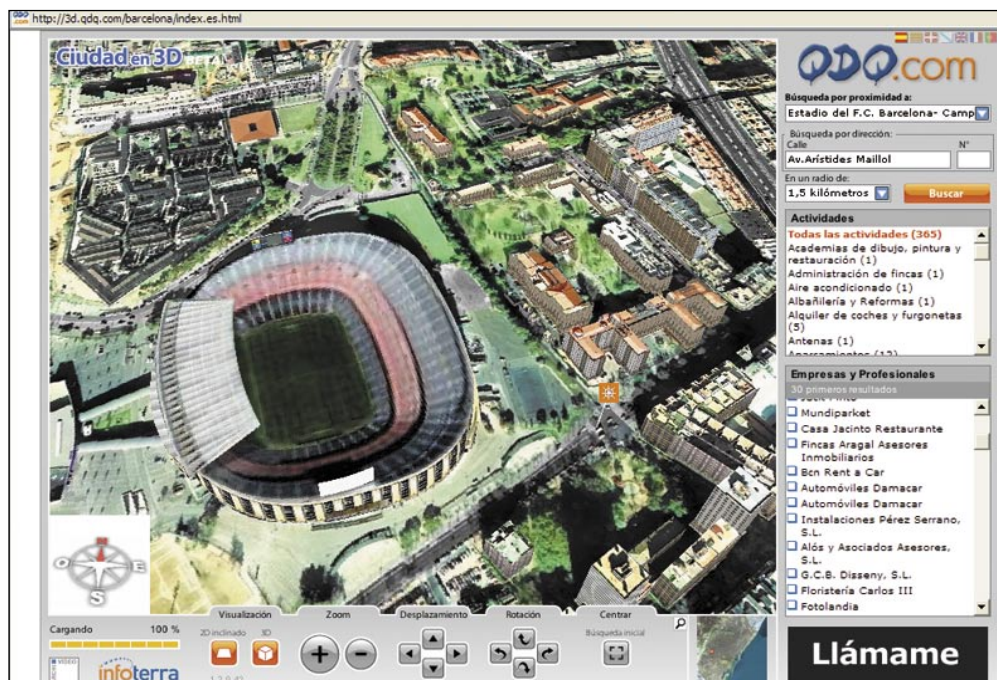 http://3d.qdq.com/barcelona/index.es.html
Ciudad en 3D BETA
QDQ.com
Búsqueda por proximidad a:
Estadio del F.C. Barcelona- Camp
Búsqueda por dirección:
Calle
Nº
Av.Arístides Maillol
En un radio de:
1,5 kilómetros
Buscar
Actividades
Todas las actividades (365)
Academias de dibujo, pintura y
restauración (1)
Administración de fincas (1)
Aire acondicionado (1)
Albañilería y Reformas (1)
Alquiler de coches y furgonetas
(5)
Antenas (1)
Aparcamientos (12)
Empresas y Profesionales
30 primeros resultados
Mundiparket
Casa Jacinto Restaurante
Fincas Aragal Asesores
Inmobiliarios
Bcn Rent a Car
Automóviles Damacar
Automóviles Damacar
Instalaciones Pérez Serrano,
S.L.
Alós y Asociados Asesores,
S.L.
G.C.B. Disseny, S.L.
Floristería Carlos III
Fotolandia
O
E
S
Visualización
Zoom
Desplazamiento
Rotación
Centrar
Cargando
100 %
2D inclinado
3D
Búsqueda inicial
infoterra
Llámame